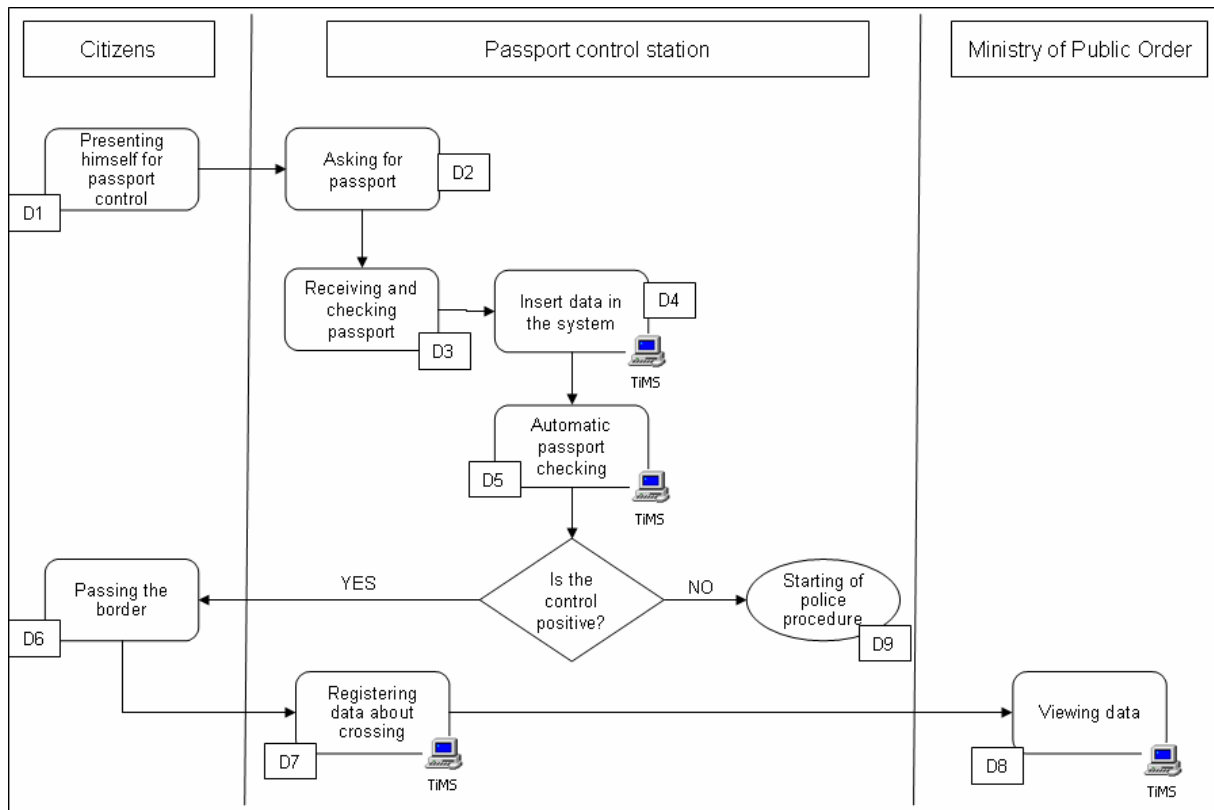 Citizens
Passport control station
Ministry of Public Order
Presenting
himself for
passport
control
D1
Asking for
passport
D2
Receiving and
checking
passport
D3
Insert data in
the system
D4
TiMS
Automatic
passport
checking
D5
TiMS
Is the
control
positive?
YES
NO
Passing the
border
D6
Starting of
police
procedure
D9
Registering
data about
crossing
D7
TiMS
Viewing data
D8
TiMS